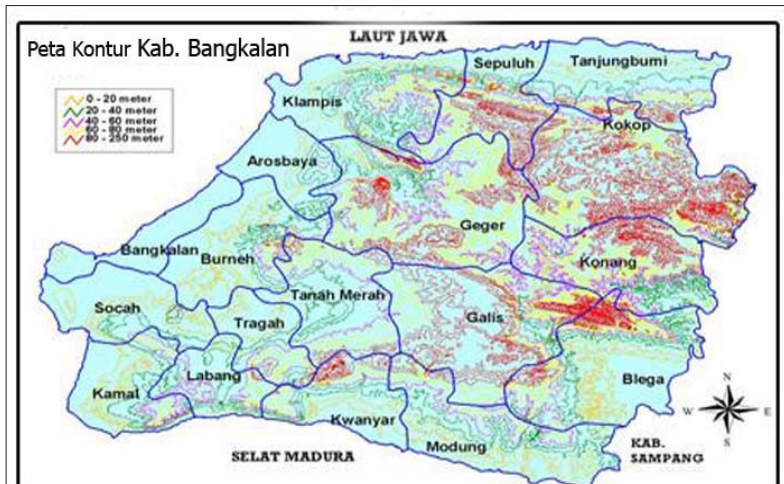 LAUT JAWA
Peta Kontur Kab. Bangkalan
Sepuluh
Tanjungbumi
0 - 20 meter
20 - 40 meter
40 - 60 meter
60 - 80 meter
80 - 250 meter
Klampis
Kokop
Arosbaya
Geger
Bangkalan
Burneh
Konang
Tanah Merah
Socah
Tragah
Galis
Labang
Blega
Kamal
N
W
E
S
Kwanyar
Modung
SELAT MADURA
KAB.
SAMPANG